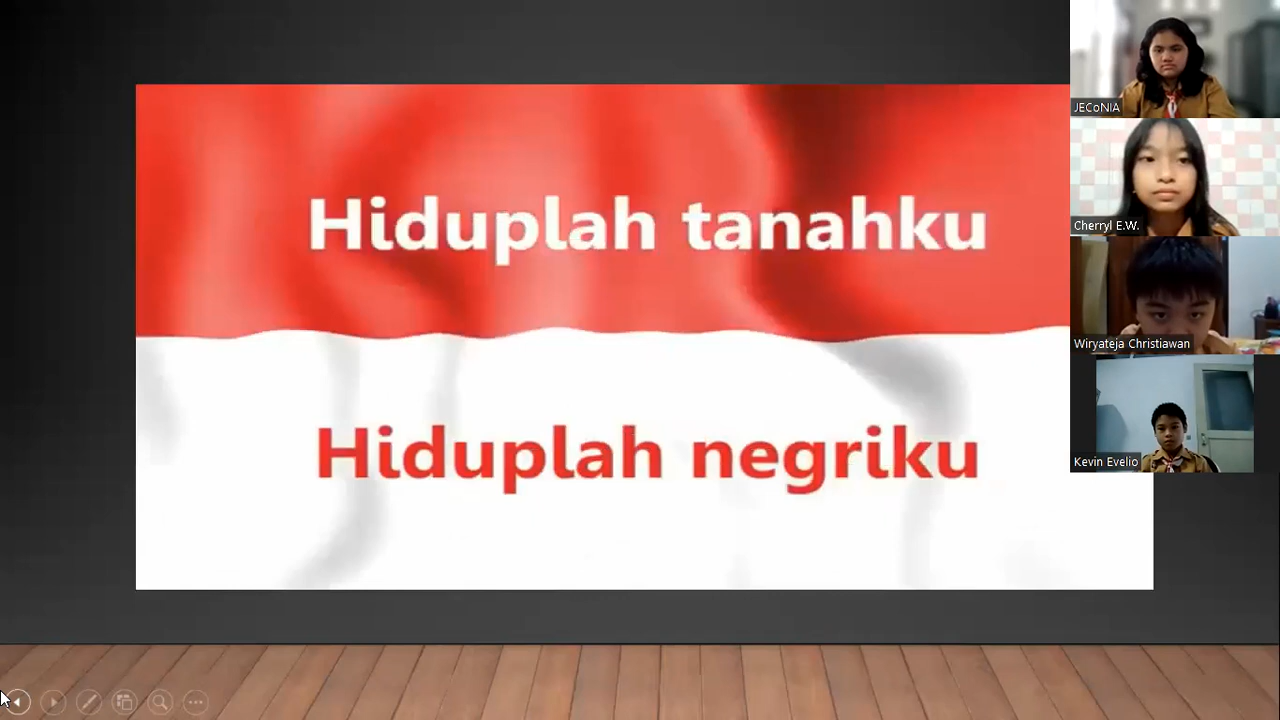 Hiduplah tanahku
Hiduplah negriku
JECoNIA
Cherryl E.W.
Wiryateja Christiawan
Kevin Evelio